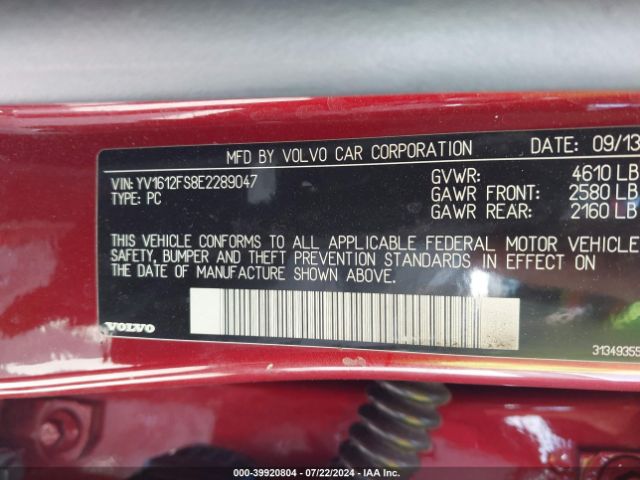 MFD BY VOLVO CAR CORPORATION DATE: 09/13
VIN: YV1612FS8E2289047 GVWR: 4610 LB
TYPE: PC GAWR FRONT: 2580 LB
GAWR REAR: 2160 LB
THIS VEHICLE CONFORMS TO ALL APPLICABLE FEDERAL MOTOR VEHICLE
SAFETY, BUMPER AND THEFT PREVENTION STANDARDS IN EFFECT ON
THE DATE OF MANUFACTURE SHOWN ABOVE.
VOLVO
31349355
000-39920804 / 07/22/2024 / IAA Inc.